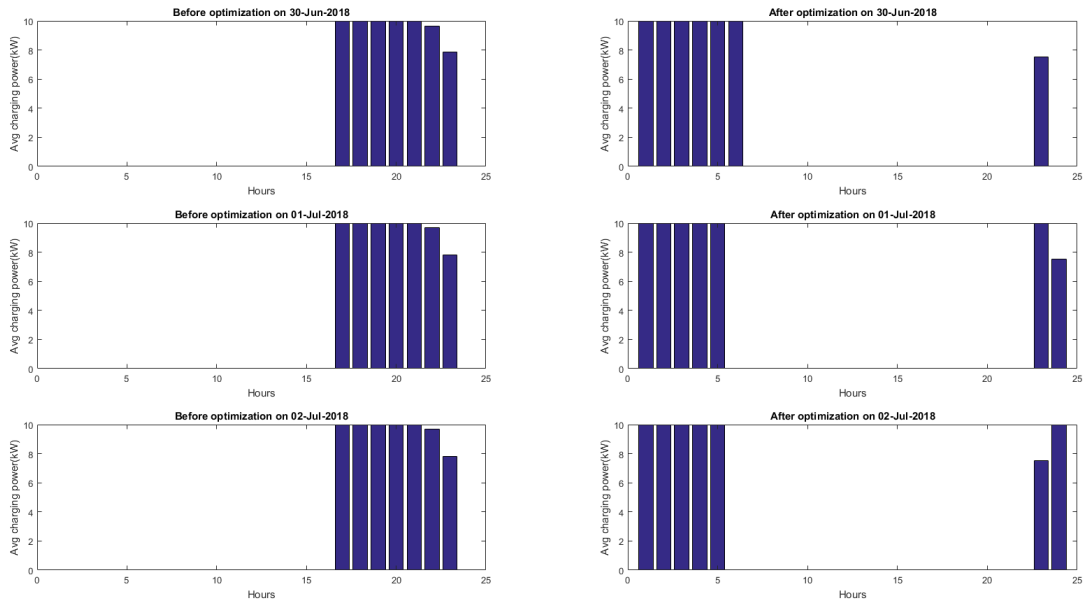 Before optimization on 30-Jun-2018
10
8
6
4
2
0
Avg charging power(kW)
0 5 10 15 20 25
Hours
After optimization on 30-Jun-2018
10
8
6
4
2
0
Avg charging power(kW)
0 5 10 15 20 25
Hours
Before optimization on 01-Jul-2018
10
8
6
4
2
0
Avg charging power(kW)
0 5 10 15 20 25
Hours
After optimization on 01-Jul-2018
10
8
6
4
2
0
Avg charging power(kW)
0 5 10 15 20 25
Hours
Before optimization on 02-Jul-2018
10
8
6
4
2
0
Avg charging power(kW)
0 5 10 15 20 25
Hours
After optimization on 02-Jul-2018
10
8
6
4
2
0
Avg charging power(kW)
0 5 10 15 20 25
Hours